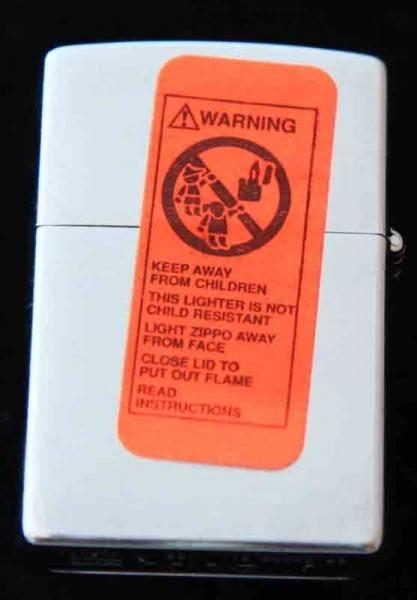 WARNING
KEEP AWAY
FROM CHILDREN
THIS LIGHTER IS NOT
CHILD RESISTANT
LIGHT ZIPPO AWAY
FROM FACE
CLOSE LID TO
PUT OUT FLAME
READ
INSTRUCTIONS